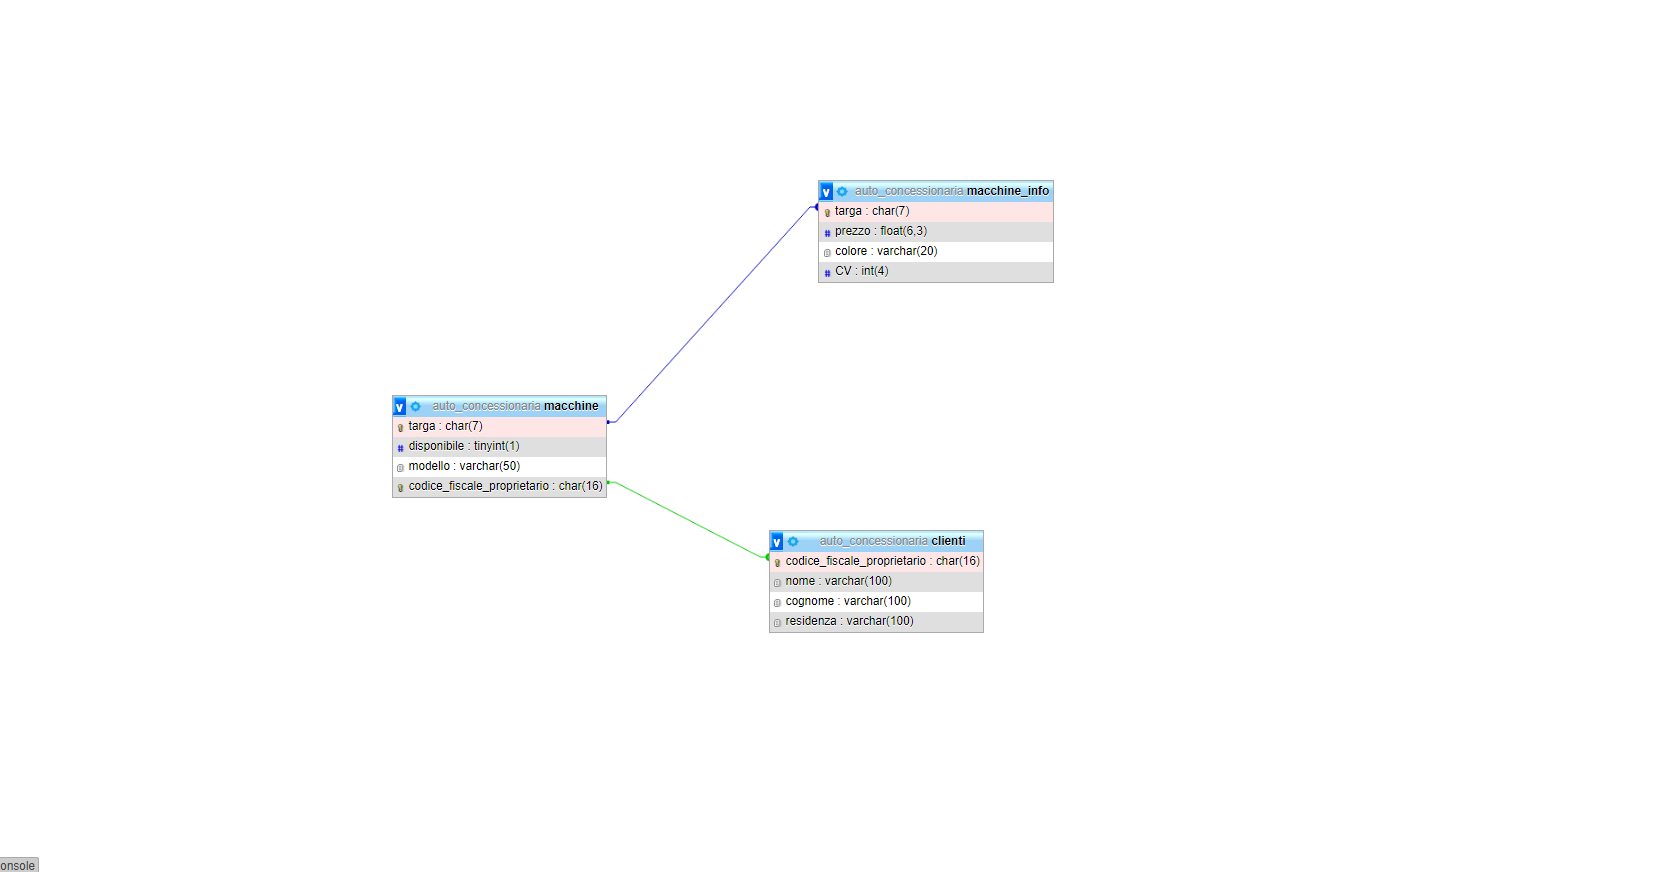 auto_concessionaria macchine_info
targa : char(7)
prezzo : float(6,3)
colore : varchar(20)
CV : int(4)
auto_concessionaria macchine
targa : char(7)
disponibile : tinyint(1)
modello : varchar(50)
codice_fiscale_proprietario : char(16)
auto_concessionaria clienti
codice_fiscale_proprietario : char(16)
nome : varchar(100)
cognome : varchar(100)
residenza : varchar(100)
onsole